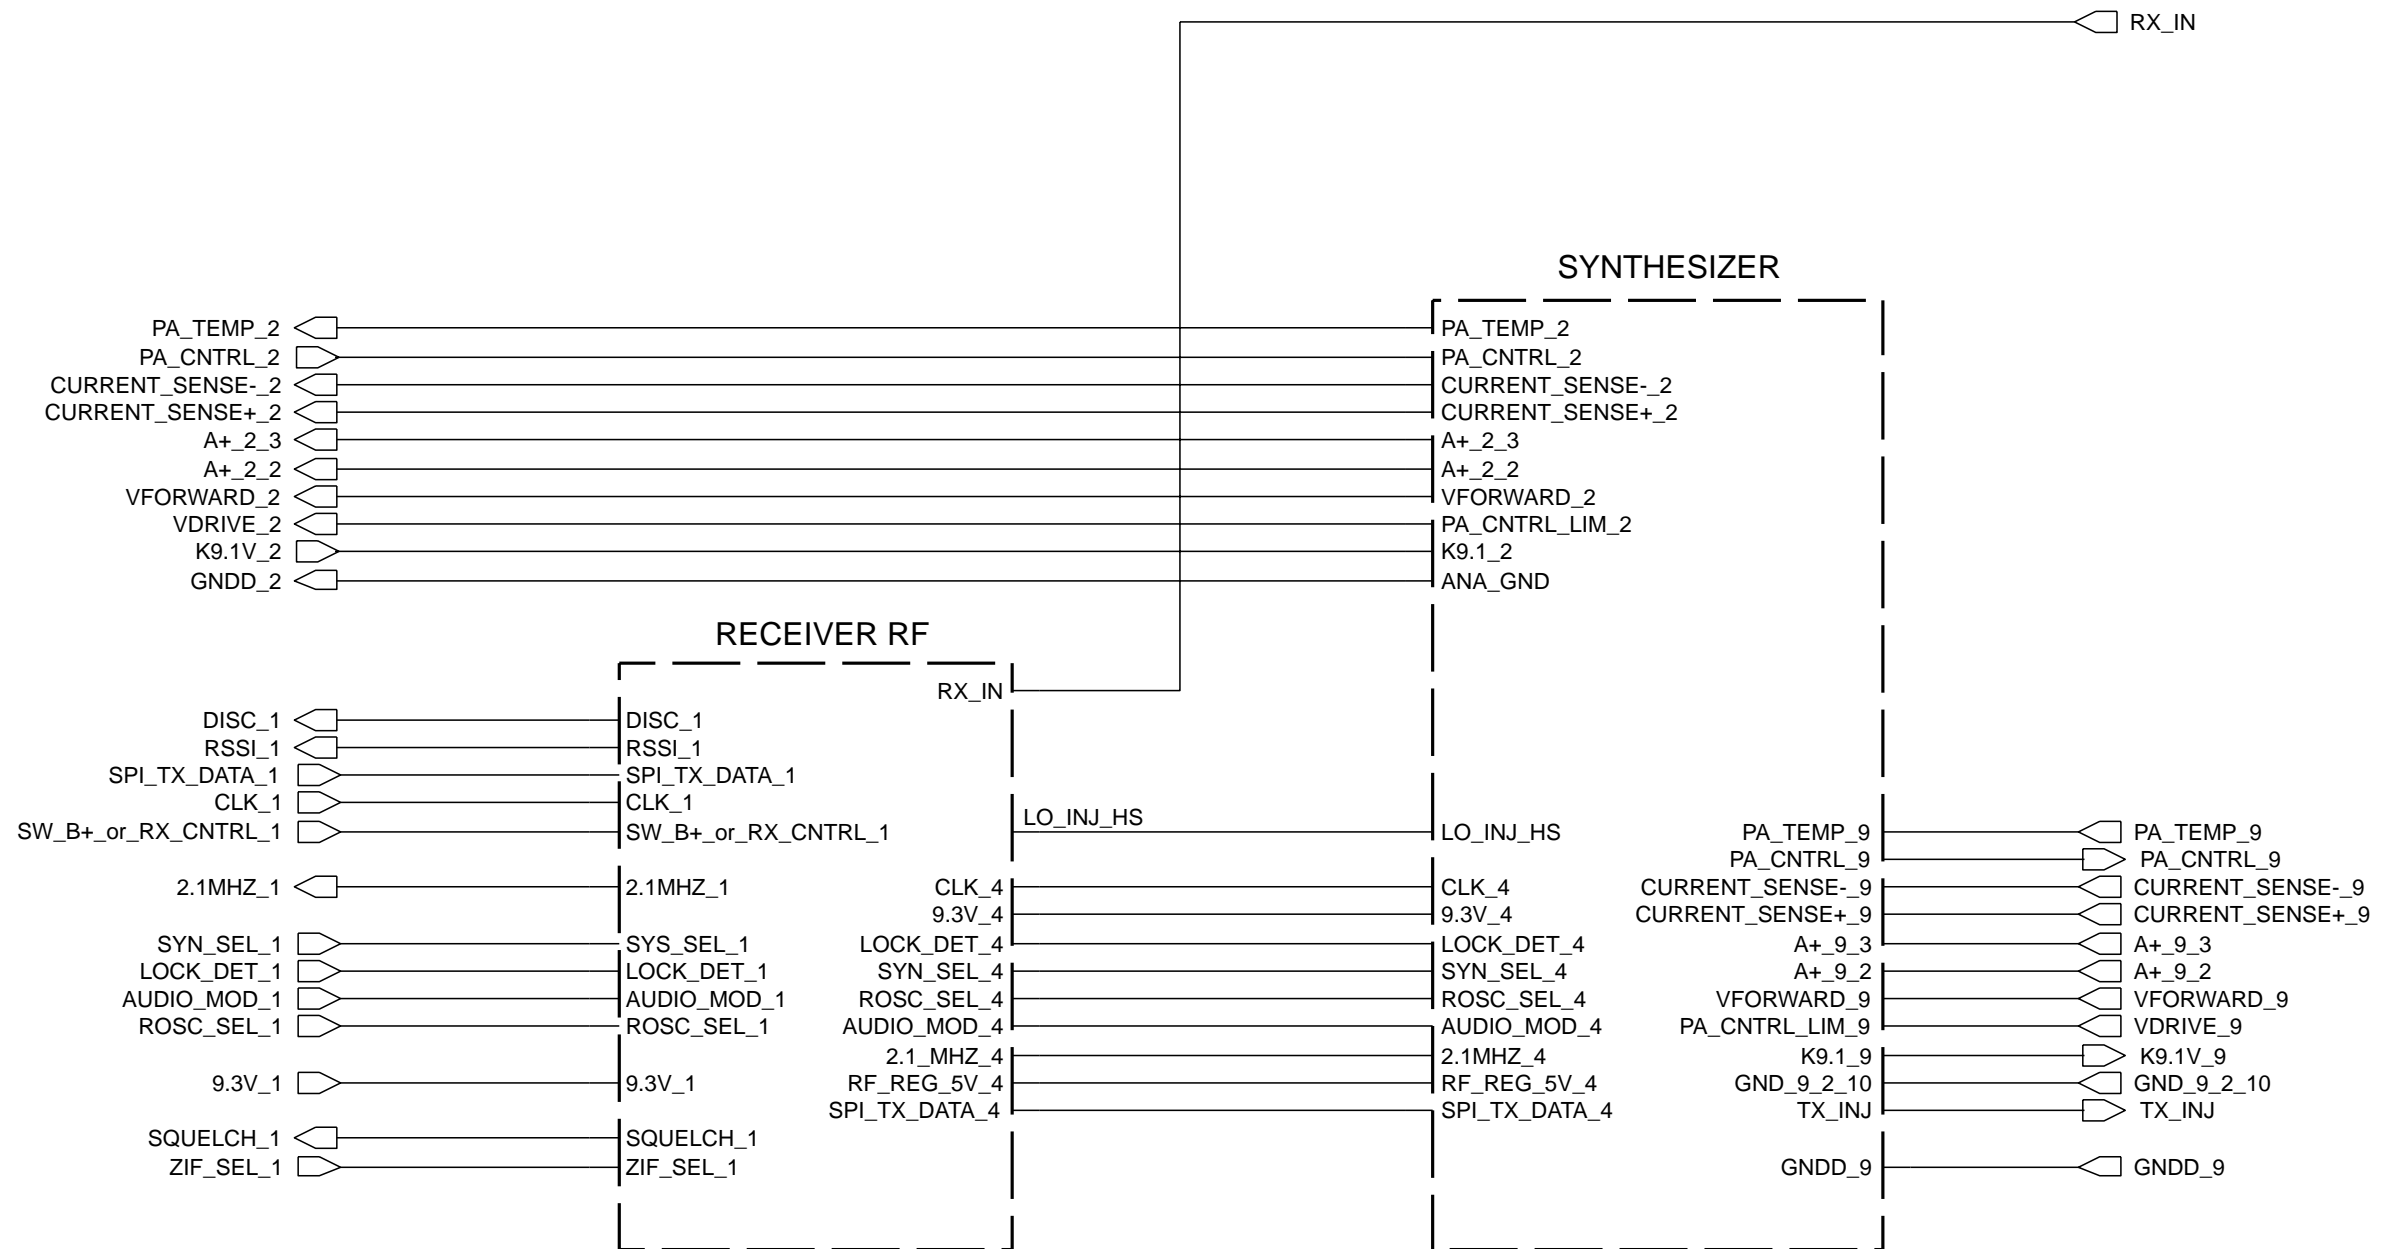 RX_IN
SYNTHESIZER
PA_TEMP_2 PA_TEMP_2
PA_CNTRL_2 PA_CNTRL_2
CURRENT_SENSE-_2 CURRENT_SENSE-_2
CURRENT_SENSE+_2 CURRENT_SENSE+_2
A+_2_3 A+_2_3
A+_2_2 A+_2_2
VFORWARD_2 VFORWARD_2
VDRIVE_2 PA_CNTRL_LIM_2
K9.1V_2 K9.1_2
GNDD_2 ANA_GND
RECEIVER RF
RX_IN
DISC_1 DISC_1
RSSI_1 RSSI_1
SPI_TX_DATA_1 SPI_TX_DATA_1
CLK_1 CLK_1
LO_INJ_HS
SW_B+_or_RX_CNTRL_1 SW_B+_or_RX_CNTRL_1 LO_INJ_HS PA_TEMP_9 PA_TEMP_9
PA_CNTRL_9 PA_CNTRL_9
2.1MHZ_1 2.1MHZ_1 CLK_4 CLK_4 CURRENT_SENSE-_9 CURRENT_SENSE-_9
9.3V_4 9.3V_4 CURRENT_SENSE+_9 CURRENT_SENSE+_9
SYN_SEL_1 SYS_SEL_1 LOCK_DET_4 LOCK_DET_4 A+_9_3 A+_9_3
LOCK_DET_1 LOCK_DET_1 SYN_SEL_4 SYN_SEL_4 A+_9_2 A+_9_2
AUDIO_MOD_1 AUDIO_MOD_1 ROSC_SEL_4 ROSC_SEL_4 VFORWARD_9 VFORWARD_9
ROSC_SEL_1 ROSC_SEL_1 AUDIO_MOD_4 AUDIO_MOD_4 PA_CNTRL_LIM_9 VDRIVE_9
2.1_MHZ_4 2.1MHZ_4 K9.1_9 K9.1V_9
9.3V_1 9.3V_1 RF_REG_5V_4 RF_REG_5V_4 GND_9_2_10 GND_9_2_10
SPI_TX_DATA_4 SPI_TX_DATA_4 TX_INJ TX_INJ
SQUELCH_1 SQUELCH_1
ZIF_SEL_1 ZIF_SEL_1 GNDD_9 GNDD_9